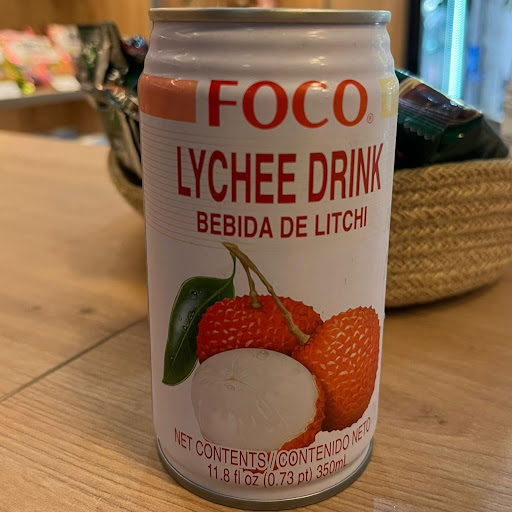 FOCO®
LYCHEE DRINK
BEBIDA DE LITCHI
NET CONTENTS/CONTENIDO NETO
11.8 fl oz (0.73 pt) 350mL